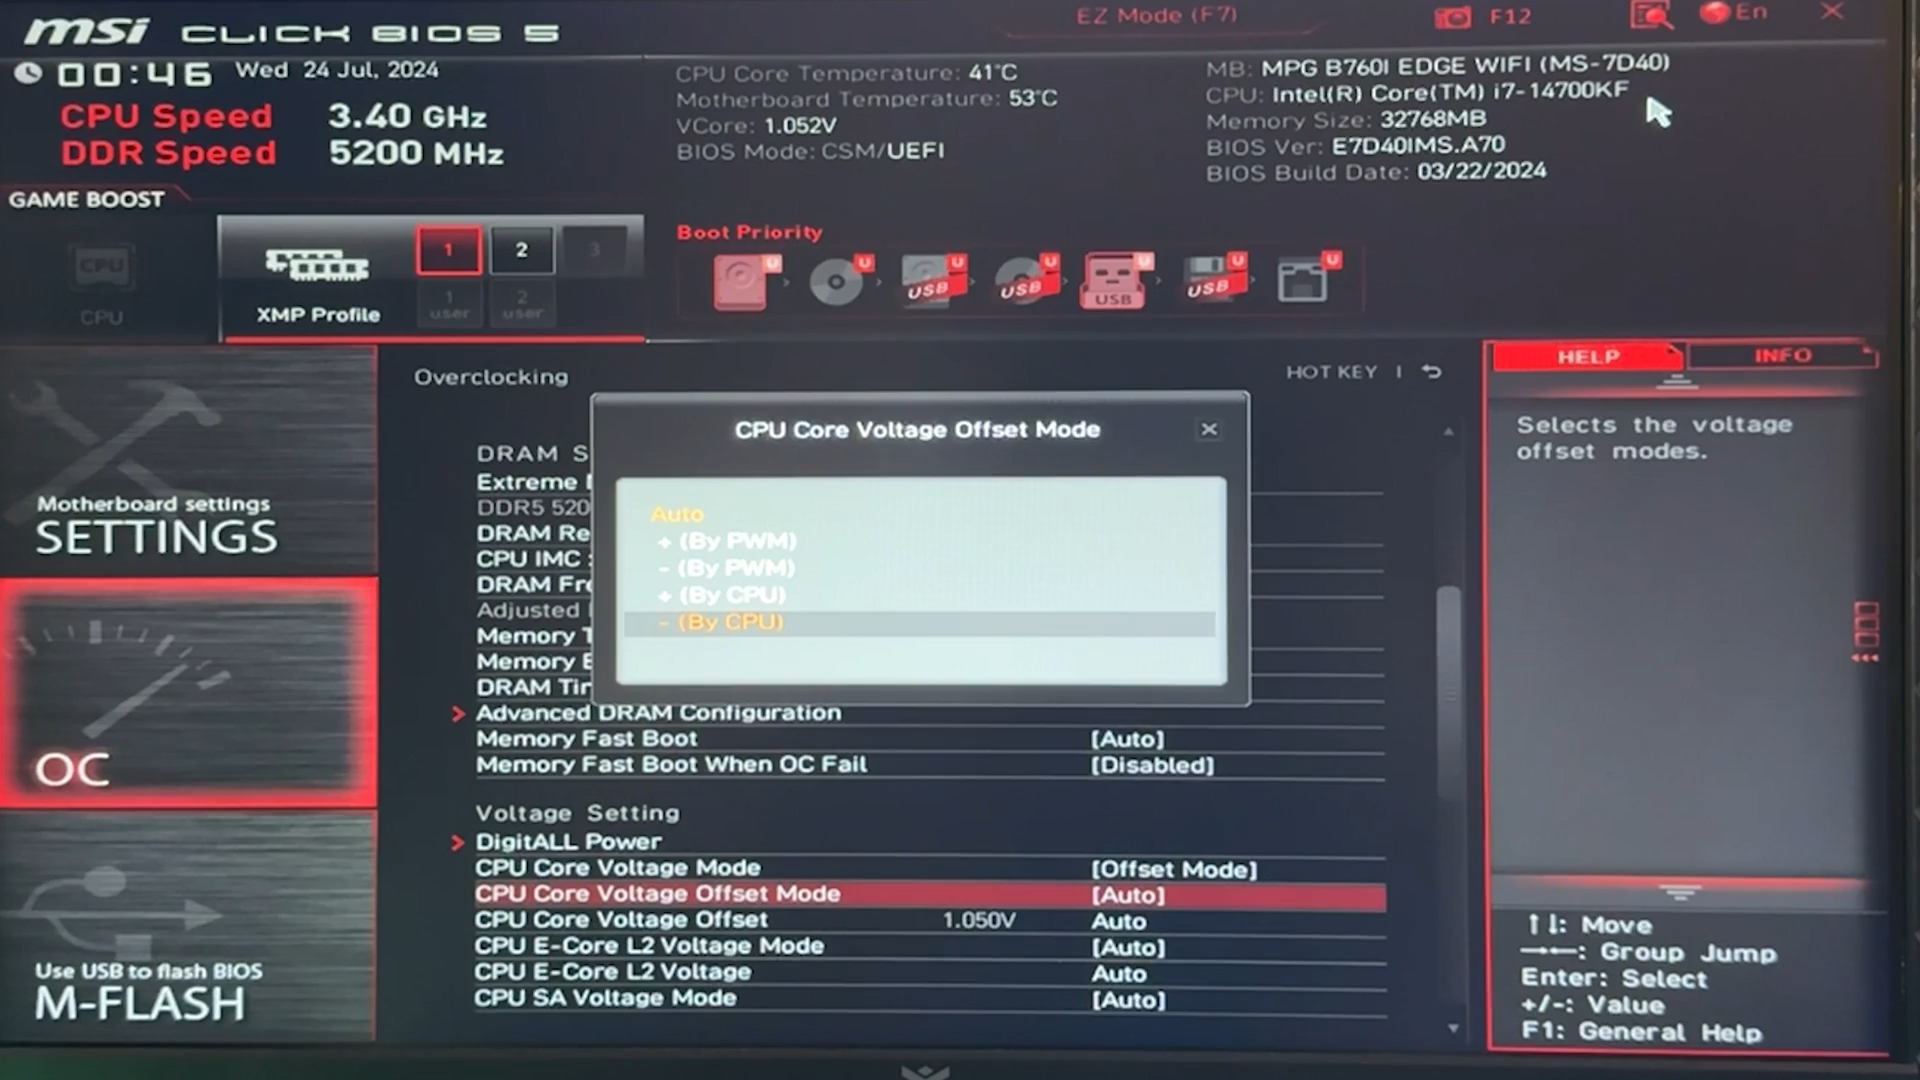 msi CLICK BIOS 5
EZ Mode (F7)
F12
En
00:46 Wed 24 Jul, 2024
CPU Speed 3.40 GHz
DDR Speed 5200 MHz
CPU Core Temperature: 41°C
Motherboard Temperature: 53°C
VCore: 1.052V
BIOS Mode: CSM/UEFI
MB: MPG B760I EDGE WIFI (MS-7D40)
CPU: Intel(R) Core(TM) i7-14700KF
Memory Size: 32768MB
BIOS Ver: E7D40IMS.A70
BIOS Build Date: 03/22/2024
GAME BOOST
CPU
CPU
XMP Profile
1 2 3
1 user 2 user
Boot Priority
U U U U U U U
USB USB USB USB
Motherboard settings
SETTINGS
OC
Use USB to flash BIOS
M-FLASH
Overclocking
HOT KEY
CPU Core Voltage Offset Mode
Auto
+ (By PWM)
- (By PWM)
+ (By CPU)
- (By CPU)
DRAM S
Extreme
DDR5 520
DRAM Re
CPU IMC :
DRAM Fr
Adjusted
Memory T
Memory
DRAM Ti
Advanced DRAM Configuration
Memory Fast Boot [Auto]
Memory Fast Boot When OC Fail [Disabled]
Voltage Setting
DigitALL Power
CPU Core Voltage Mode [Offset Mode]
CPU Core Voltage Offset Mode [Auto]
CPU Core Voltage Offset 1.050V Auto
CPU E-Core L2 Voltage Mode [Auto]
CPU E-Core L2 Voltage Auto
CPU SA Voltage Mode [Auto]
HELP
INFO
Selects the voltage
offset modes.
↑↓: Move
→←: Group Jump
Enter: Select
+/-: Value
F1: General Help